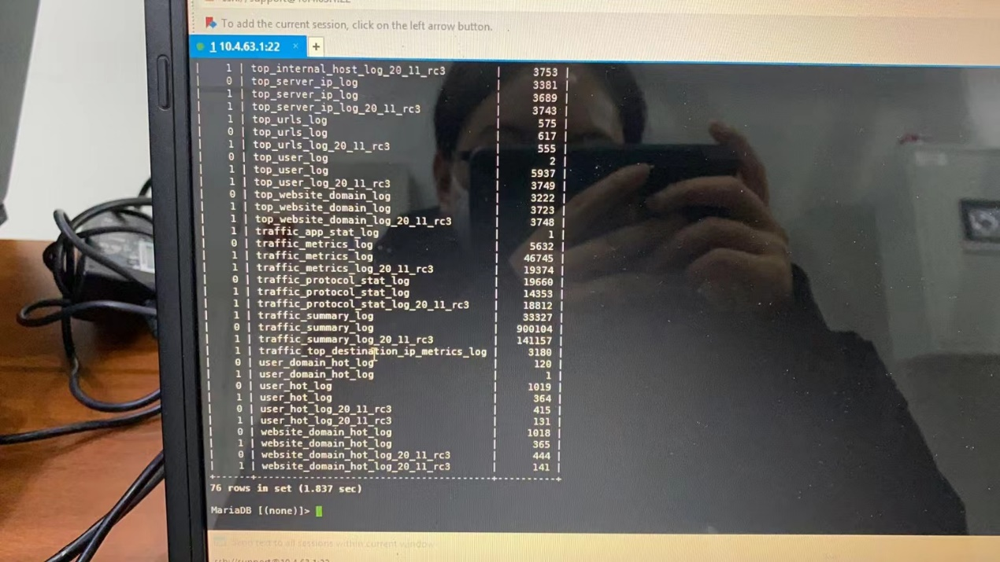 To add the current session, click on the left arrow button.
1 10.4.63.1:22 × +
| 1 | top_internal_host_log_20_11_rc3 | 3753 |
| 0 | top_server_ip_log | 3381 |
| 1 | top_server_ip_log | 3689 |
| 1 | top_server_ip_log_20_11_rc3 | 3743 |
| 1 | top_urls_log | 575 |
| 0 | top_urls_log | 617 |
| 1 | top_urls_log_20_11_rc3 | 555 |
| 0 | top_user_log | 2 |
| 1 | top_user_log | 5937 |
| 1 | top_user_log_20_11_rc3 | 3749 |
| 0 | top_website_domain_log | 3222 |
| 1 | top_website_domain_log | 3723 |
| 1 | top_website_domain_log_20_11_rc3 | 3748 |
| 1 | traffic_app_stat_log | 1 |
| 0 | traffic_metrics_log | 5632 |
| 1 | traffic_metrics_log | 46745 |
| 1 | traffic_metrics_log_20_11_rc3 | 19374 |
| 0 | traffic_protocol_stat_log | 19660 |
| 1 | traffic_protocol_stat_log | 14353 |
| 1 | traffic_protocol_stat_log_20_11_rc3 | 18812 |
| 1 | traffic_summary_log | 33327 |
| 0 | traffic_summary_log | 900104 |
| 1 | traffic_summary_log_20_11_rc3 | 141157 |
| 1 | traffic_top_destination_ip_metrics_log | 3180 |
| 0 | user_domain_hot_log | 120 |
| 1 | user_domain_hot_log | 1 |
| 0 | user_hot_log | 1019 |
| 1 | user_hot_log | 364 |
| 0 | user_hot_log_20_11_rc3 | 415 |
| 1 | user_hot_log_20_11_rc3 | 131 |
| 0 | website_domain_hot_log | 1018 |
| 1 | website_domain_hot_log | 365 |
| 0 | website_domain_hot_log_20_11_rc3 | 444 |
| 1 | website_domain_hot_log_20_11_rc3 | 141 |
76 rows in set (1.837 sec)
MariaDB [(none)]>
Send text to all sessions within current window